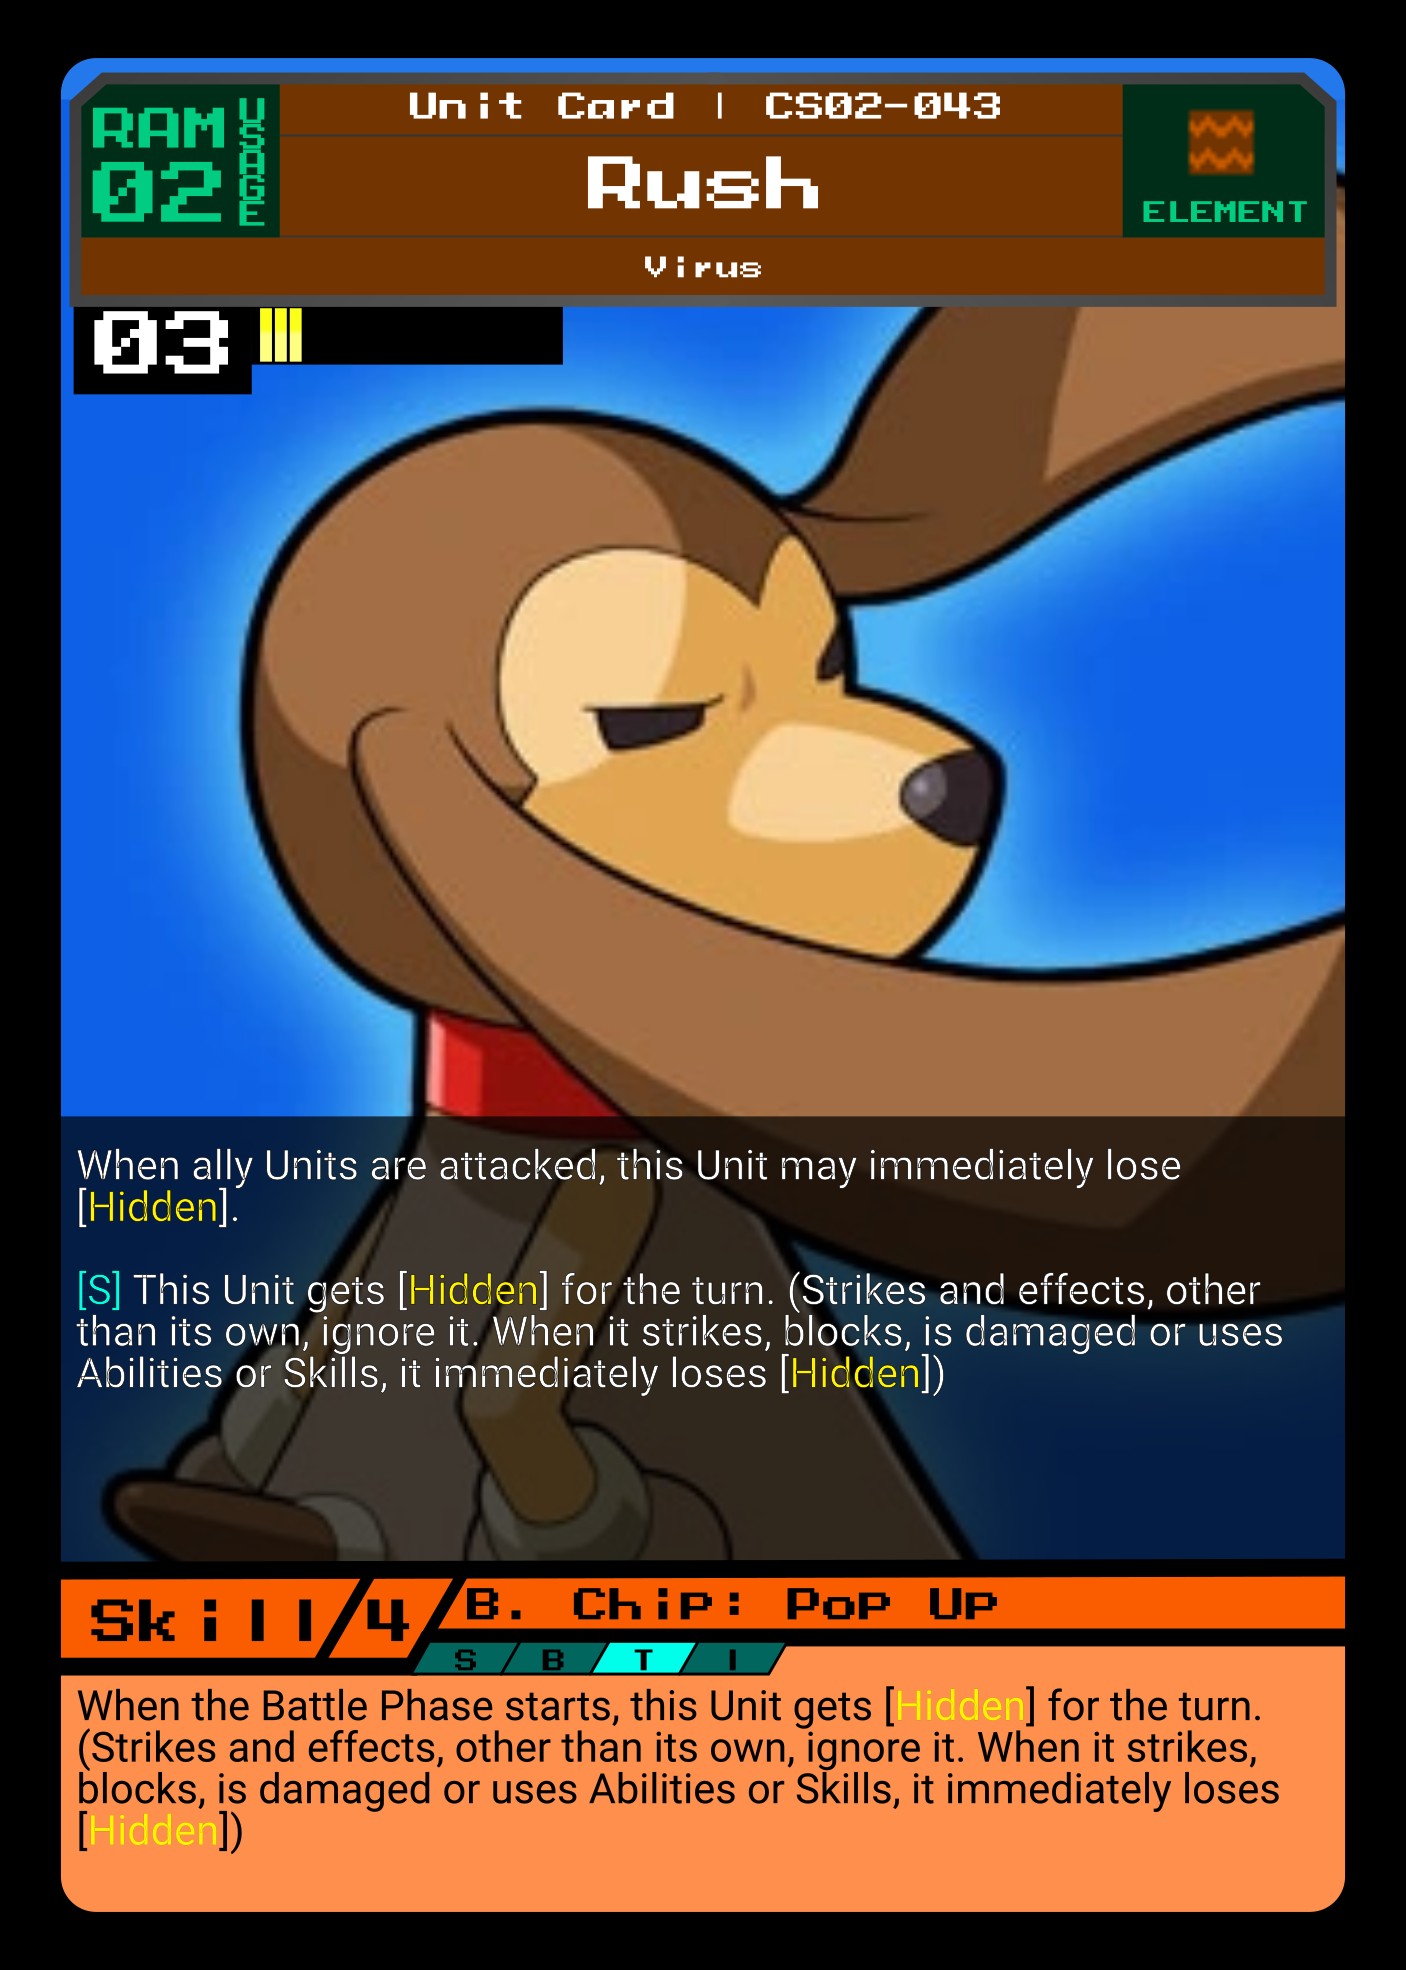 RAM
02
USAGE
Unit Card | CS02-043
Rush
ELEMENT
Virus
03
When ally Units are attacked, this Unit may immediately lose
[Hidden].
[S] This Unit gets [Hidden] for the turn. (Strikes and effects, other
than its own, ignore it. When it strikes, blocks, is damaged or uses
Abilities or Skills, it immediately loses [Hidden])
Skill/4/B. Chip: Pop Up
S B T I
When the Battle Phase starts, this Unit gets [Hidden] for the turn.
(Strikes and effects, other than its own, ignore it. When it strikes,
blocks, is damaged or uses Abilities or Skills, it immediately loses
[Hidden])